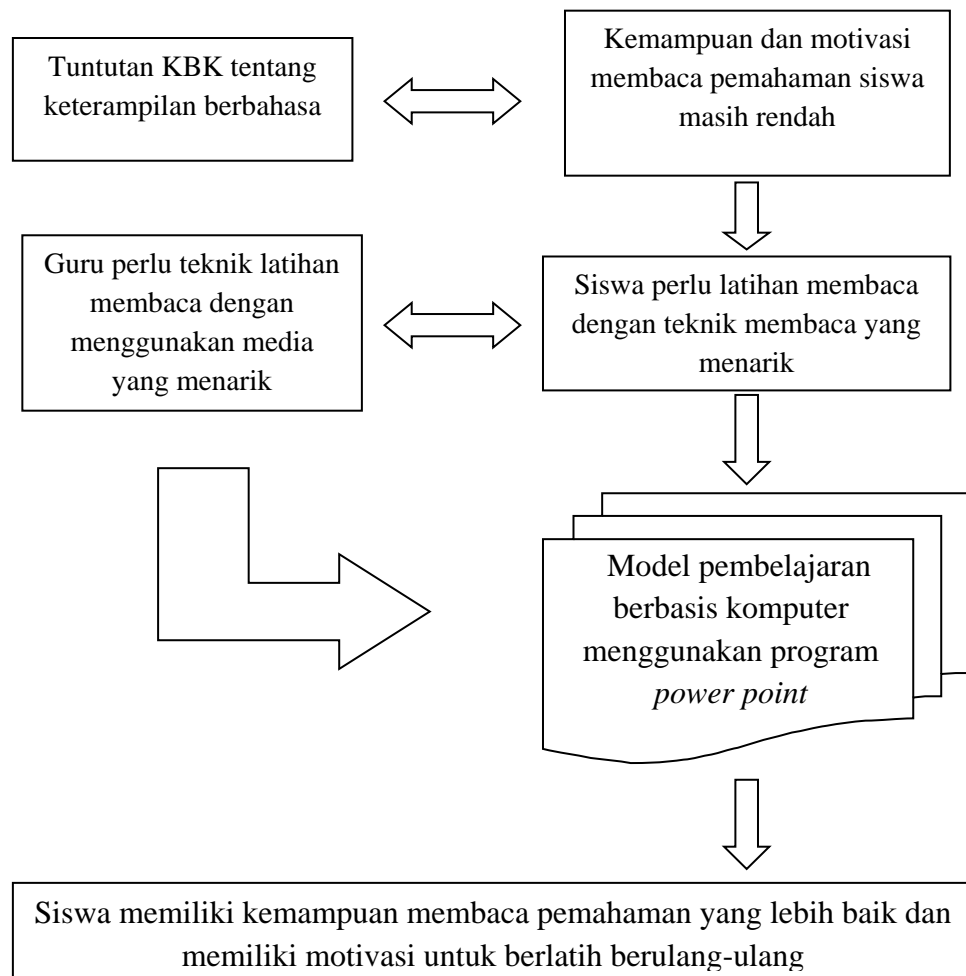 Tuntutan KBK tentang
keterampilan berbahasa
Kemampuan dan motivasi
membaca pemahaman siswa
masih rendah
Guru perlu teknik latihan
membaca dengan
menggunakan media
yang menarik
Siswa perlu latihan membaca
dengan teknik membaca yang
menarik
Model pembelajaran
berbasis komputer
menggunakan program
power point
Siswa memiliki kemampuan membaca pemahaman yang lebih baik dan
memiliki motivasi untuk berlatih berulang-ulang